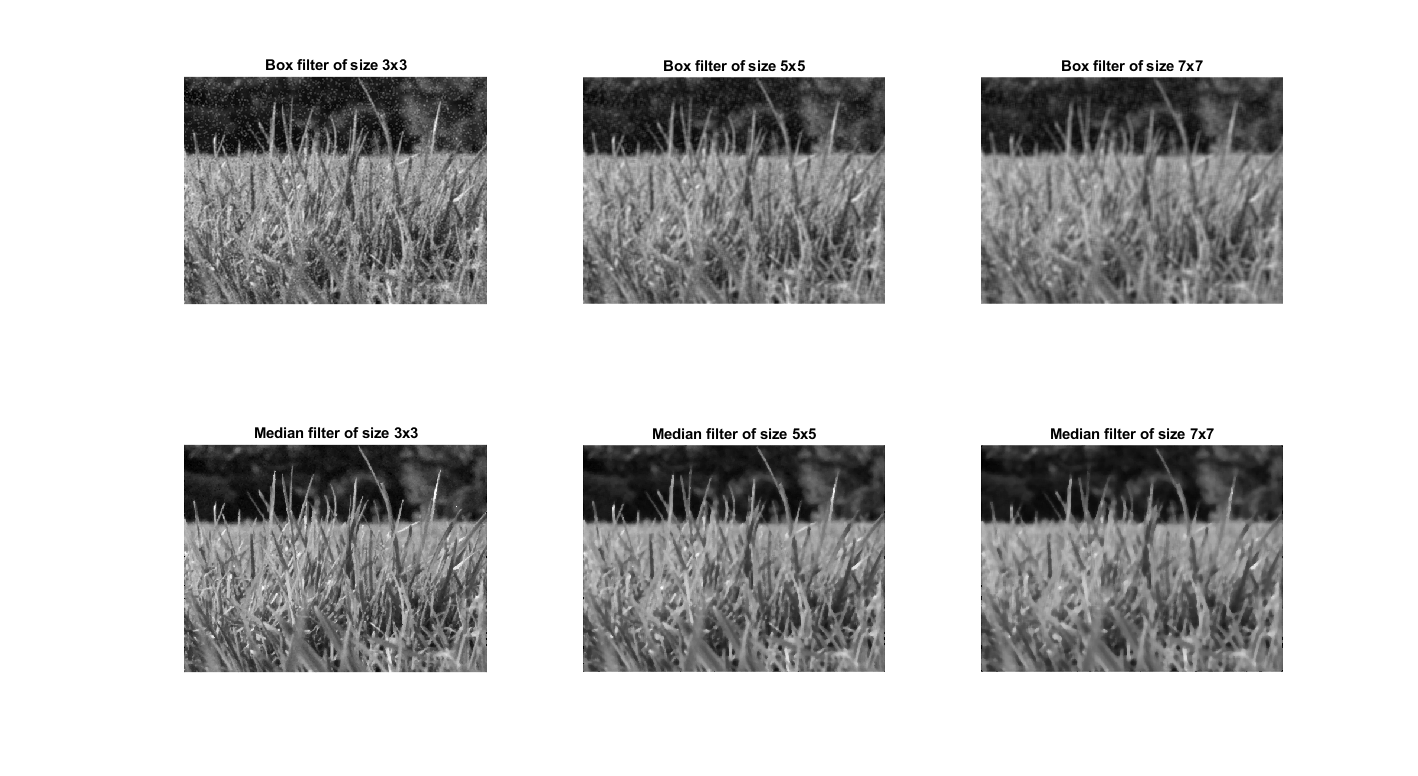 Box filter of size 3x3
Box filter of size 5x5
Box filter of size 7x7
Median filter of size 3x3
Median filter of size 5x5
Median filter of size 7x7